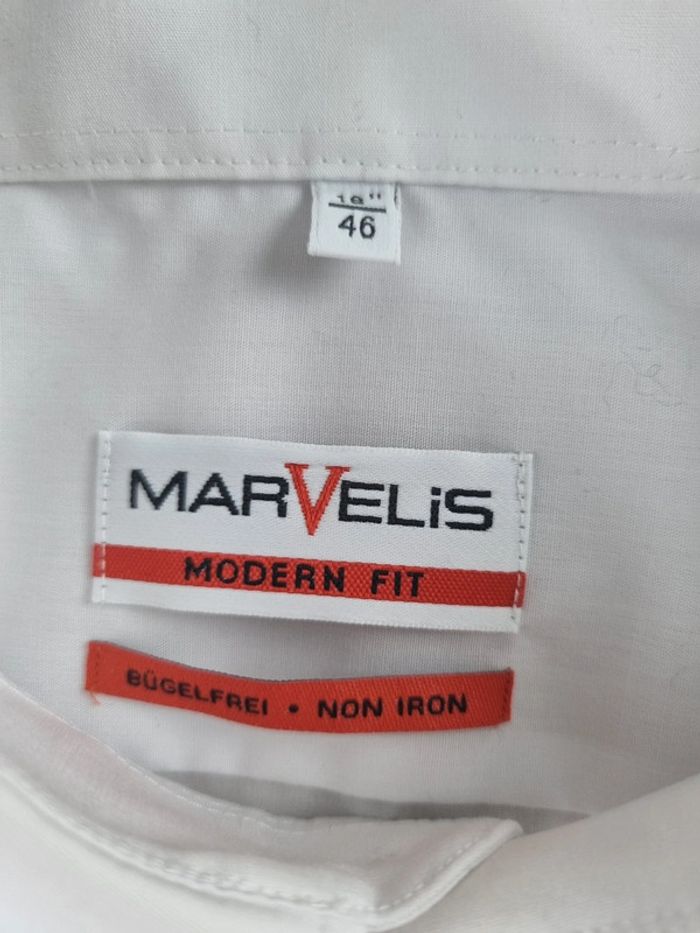 46
MARVELiS
MODERN FIT
BÜGELFREI • NON IRON